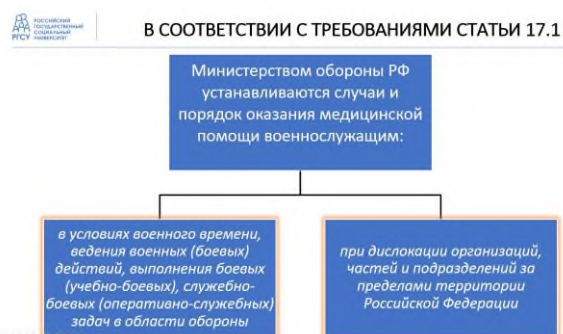 РОССИЙСКИЙ
ГОСУДАРСТВЕННЫЙ
СОЦИАЛЬНЫЙ
УНИВЕРСИТЕТ
РГСУ
В СООТВЕТСТВИИ С ТРЕБОВАНИЯМИ СТАТЬИ 17.1
Министерством обороны РФ
устанавливаются случаи и
порядок оказания медицинской
помощи военнослужащим:
в условиях военного времени,
ведения военных (боевых)
действий, выполнения боевых
(учебно-боевых), служебно-
боевых (оперативно-служебных)
задач в области обороны
при дислокации организаций,
частей и подразделений за
пределами территории
Российской Федерации